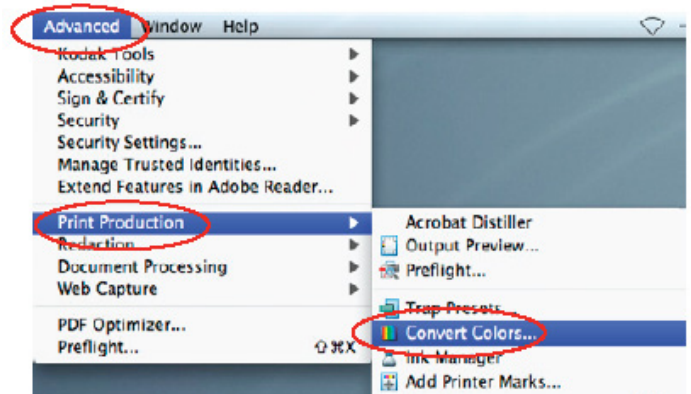 Advanced Window Help
Kodak Tools
Accessibility
Sign & Certify
Security
Security Settings...
Manage Trusted Identities...
Extend Features in Adobe Reader...
Print Production
Redaction
Document Processing
Web Capture
PDF Optimizer...
Preflight... ⇧⌘X
Acrobat Distiller
Output Preview...
Preflight...
Trap Presets
Convert Colors...
Ink Manager
Add Printer Marks...